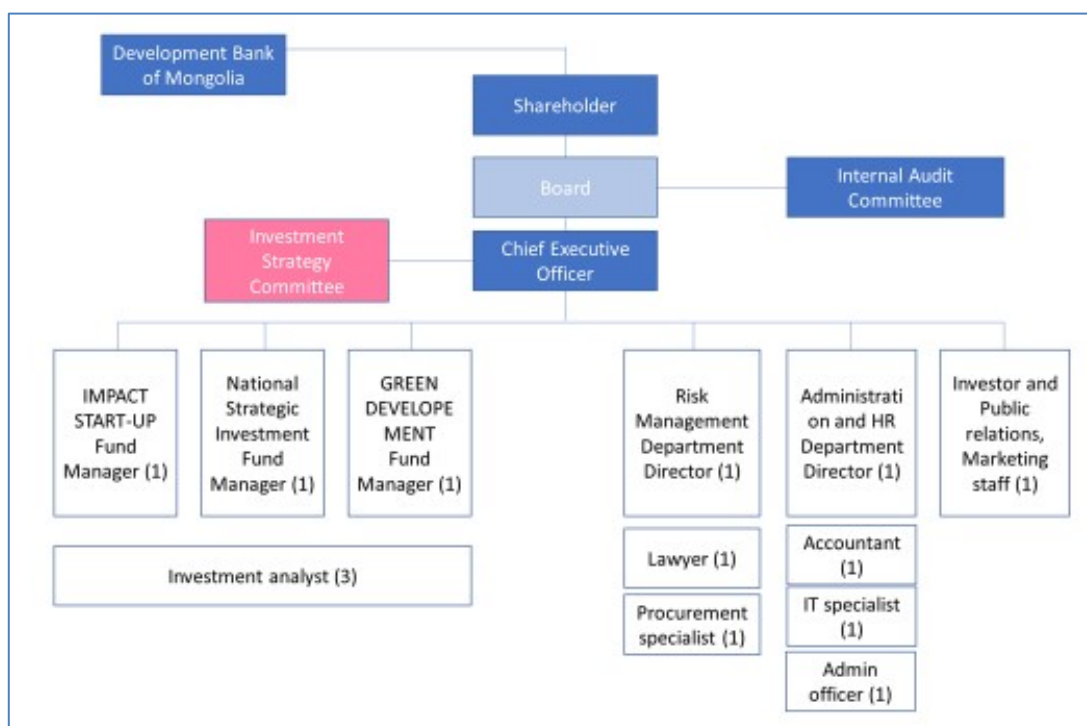 Development Bank
of Mongolia
Shareholder
Board
Internal Audit
Committee
Investment
Strategy
Committee
Chief Executive
Officer
IMPACT
START-UP
Fund
Manager (1)
National
Strategic
Investment
Fund
Manager (1)
GREEN
DEVELOPE
MENT
Fund
Manager (1)
Risk
Management
Department
Director (1)
Administrati
on and HR
Department
Director (1)
Investor and
Public
relations,
Marketing
staff (1)
Investment analyst (3)
Lawyer (1)
Procurement
specialist (1)
Accountant
(1)
IT specialist
(1)
Admin
officer (1)